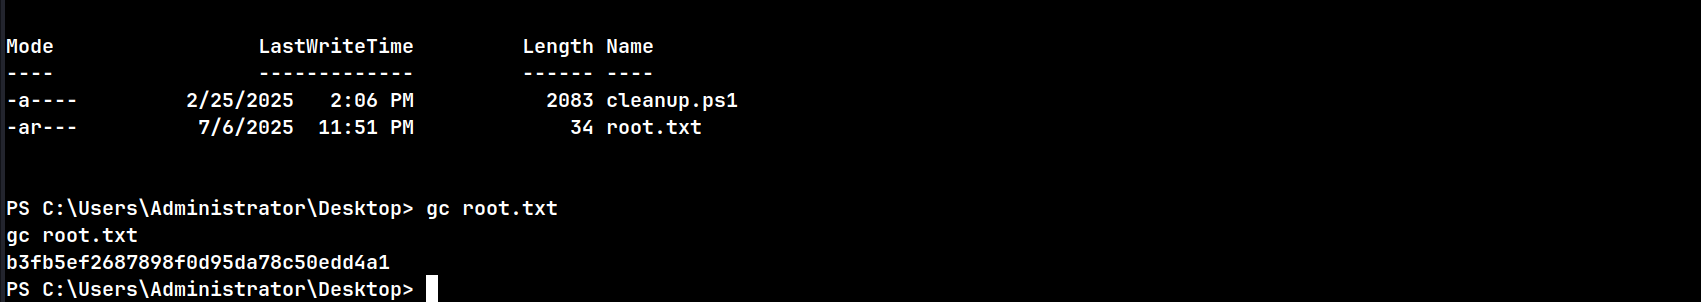 Mode                 LastWriteTime         Length Name
----                 -------------         ------ ----
-a----         2/25/2025   2:06 PM           2083 cleanup.ps1
-ar---          7/6/2025  11:51 PM             34 root.txt
PS C:\Users\Administrator\Desktop> gc root.txt
gc root.txt
b3fb5ef2687898f0d95da78c50edd4a1
PS C:\Users\Administrator\Desktop>